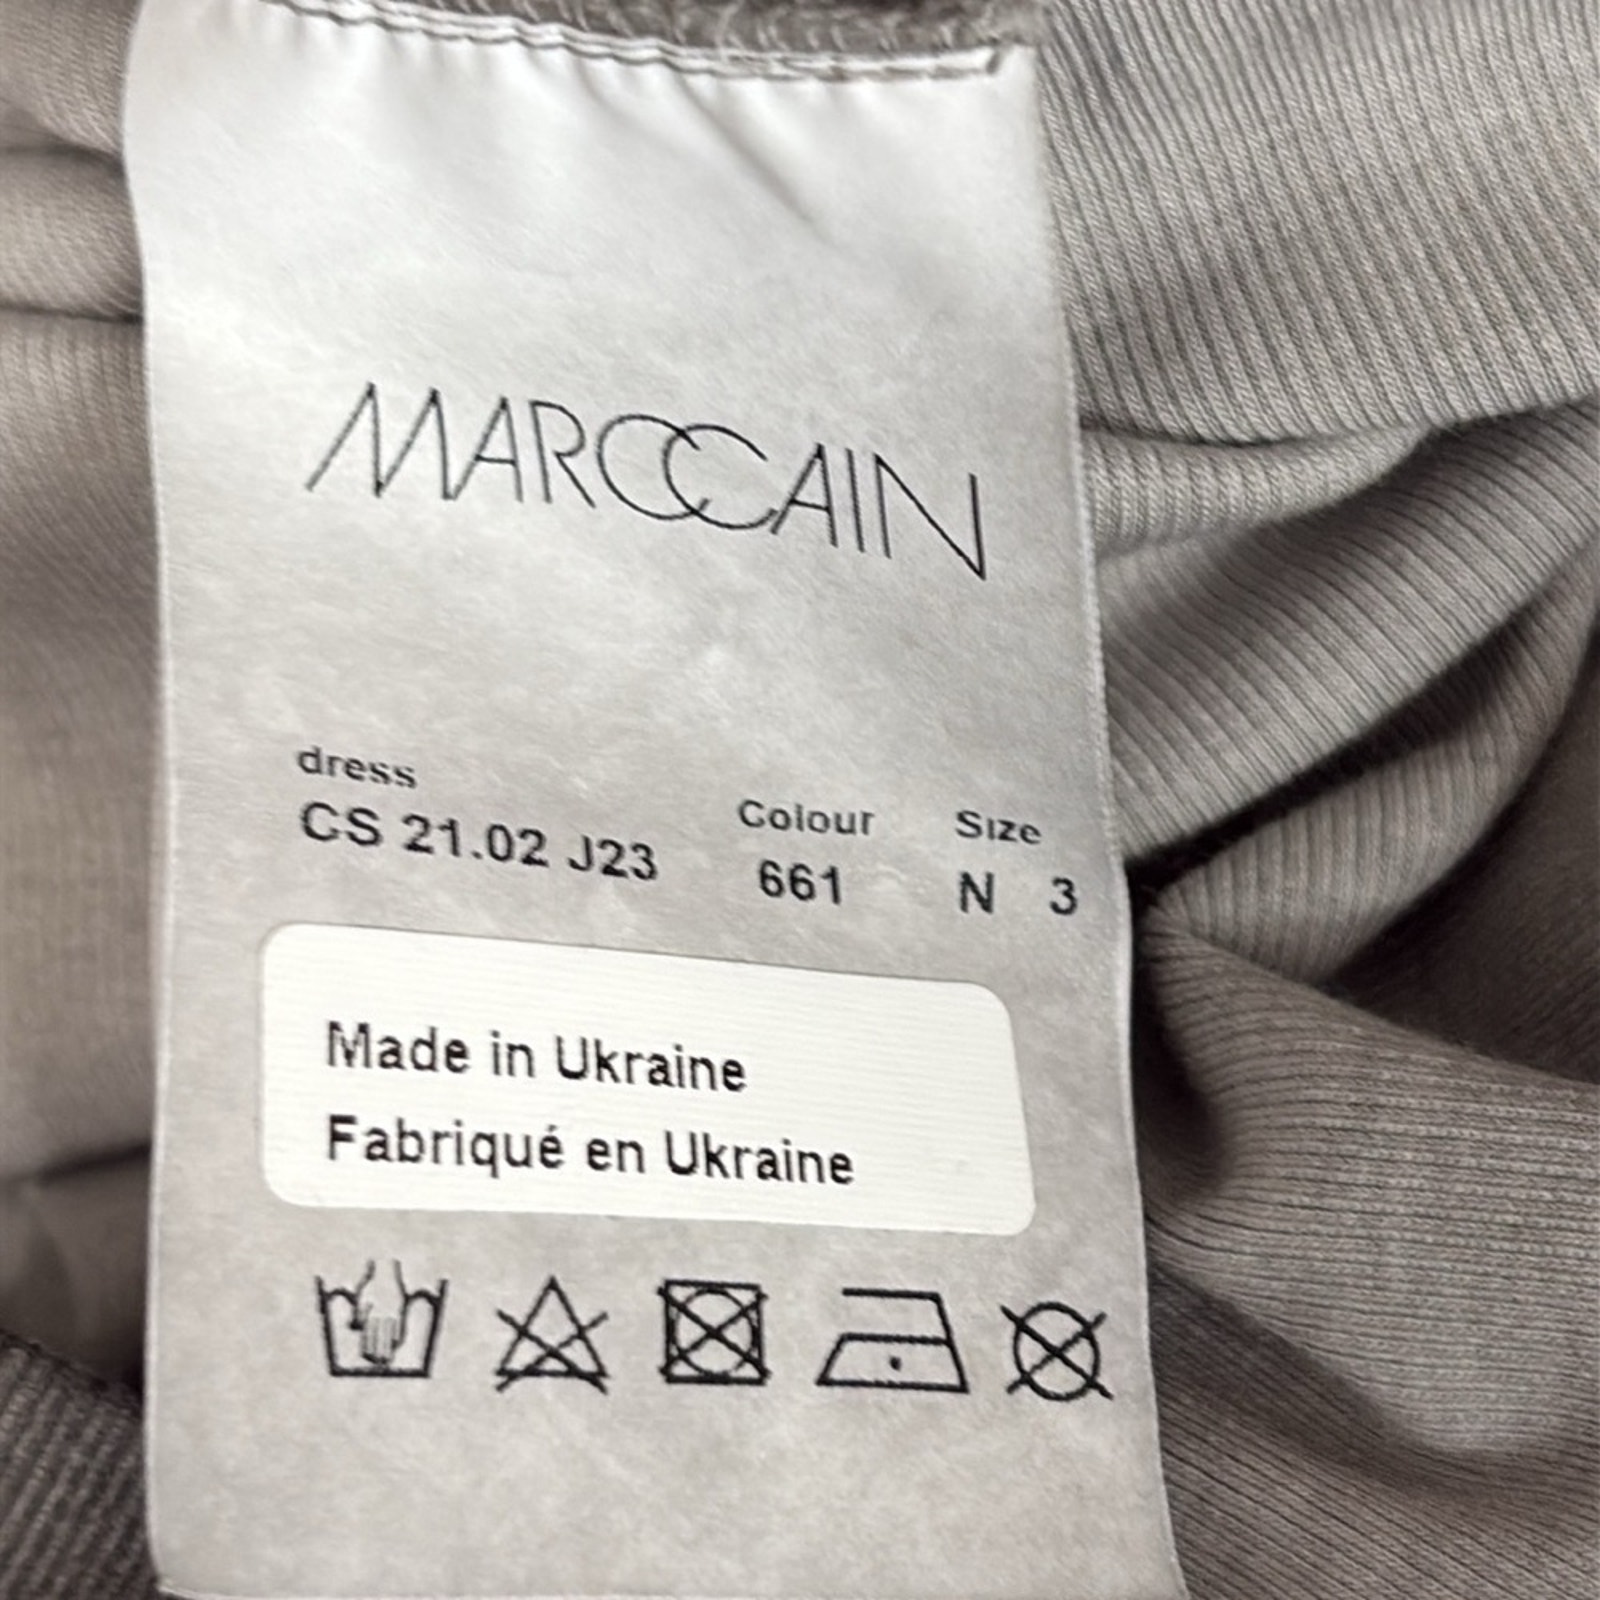 MARCCAIN
dress Colour Size
CS 21.02 J23 661 N 3
Made in Ukraine
Fabriqué en Ukraine